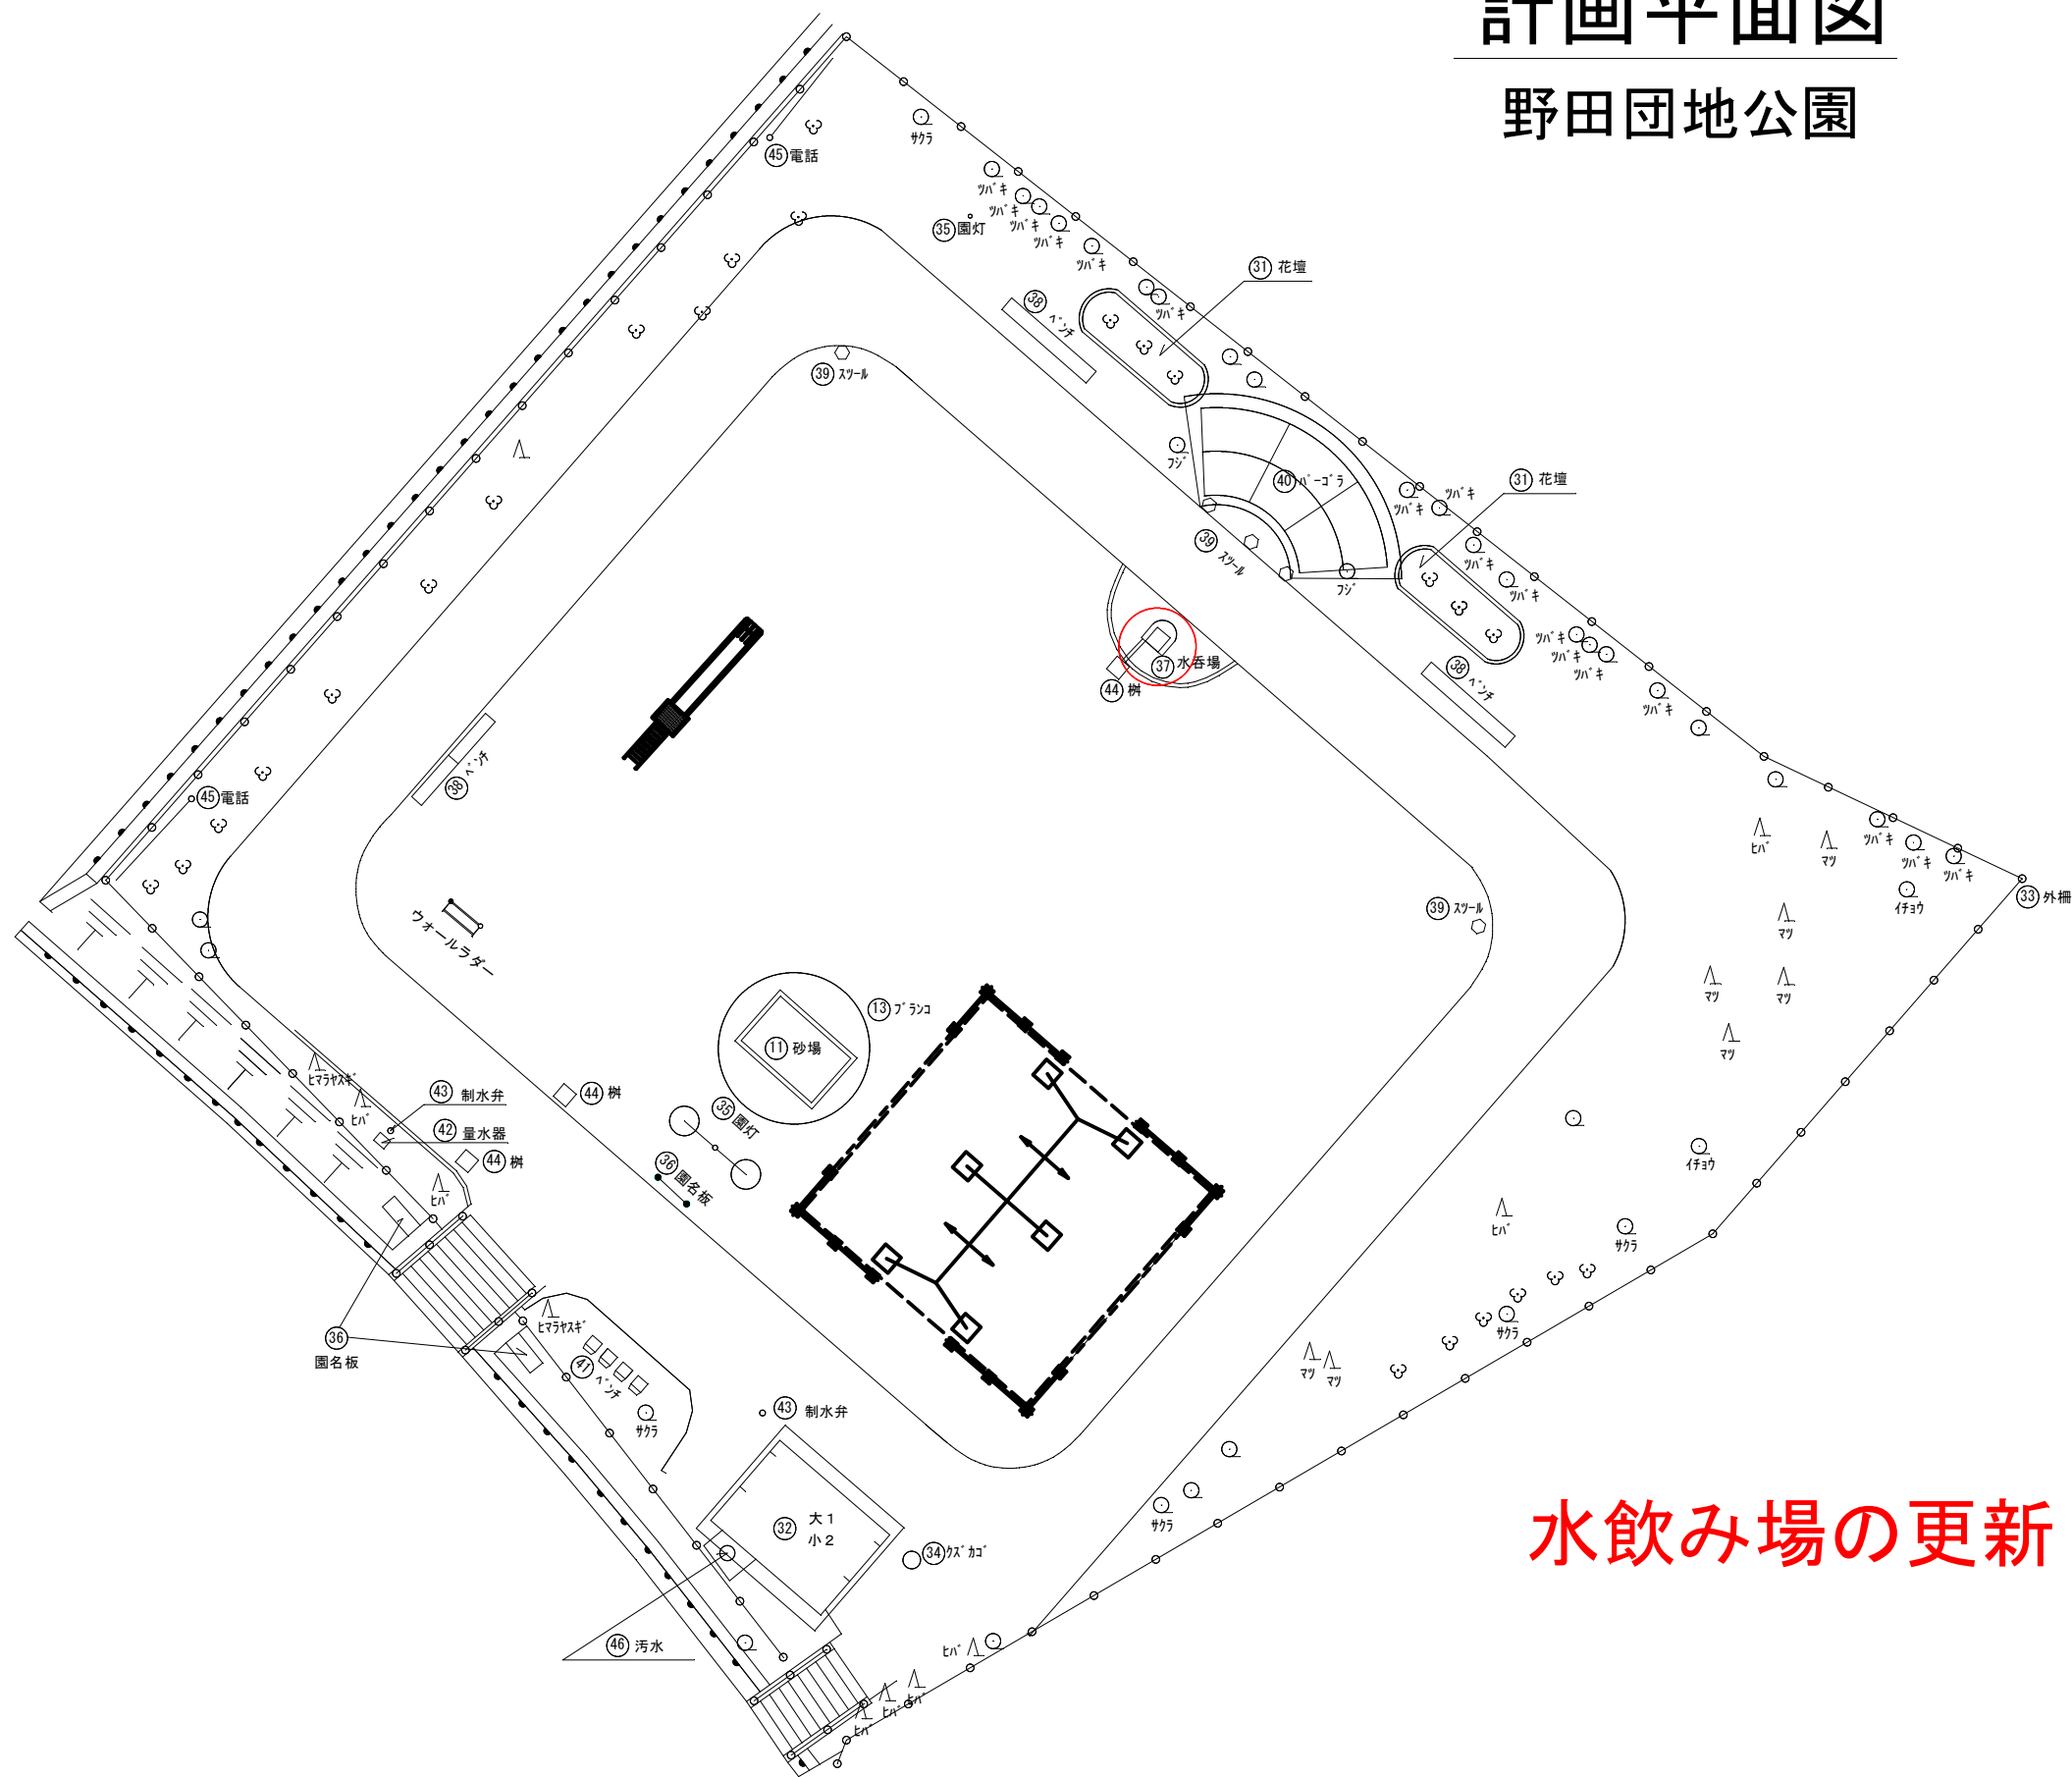 計画平面図
野田団地公園
サクラ
㊺電話
ツバキ
ツバキ
ツバキ
ツバキ
ツバキ
㉟園灯
㉛ 花壇
㊳ ベンチ
ツバキ
㊴ スツール
フジ
㊵パーゴラ
㉛ 花壇
ツバキ
ツバキ
㊴ スツール
フジ
ツバキ
ツバキ
㊲ 水呑場
㊹ 桝
ツバキ
ツバキ
ツバキ
㊳ ベンチ
ツバキ
㊳ ベンチ
㊺電話
ヒバ
マツ
ツバキ
ツバキ
ツバキ
㉝ 外柵
イチョウ
㊴ スツール
マツ
ウォールラダー
マツ
マツ
マツ
⑬ ブランコ
⑪ 砂場
ヒマラヤスギ
㊸ 制水弁
㊹ 桝
㉟ 園灯
ヒバ
㊷ 量水器
㊹ 桝
㊱ 園名板
イチョウ
ヒバ
ヒバ
サクラ
㊱
園名板
ヒマラヤスギ
㊶ ベンチ
サクラ
マツ
マツ
サクラ
㊸ 制水弁
サクラ
㉜ 大1
小2
㉞クズカゴ
水飲み場の更新
㊻ 汚水
ヒバ
ヒバ
ヒバ
ヒバ